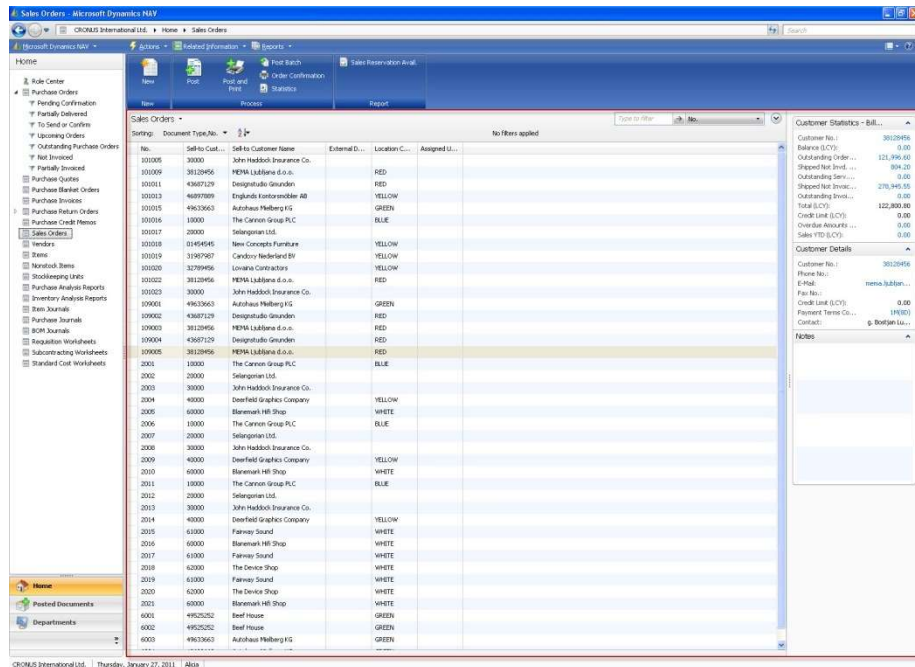 Sales Orders - Microsoft Dynamics NAV
CRONUS International Ltd. Home Sales Orders
Search
Microsoft Dynamics NAV Actions Related Information Reports
Home
Role Center
Purchase Orders
Pending Confirmation
Partially Delivered
To Send or Confirm
Upcoming Orders
Outstanding Purchase Orders
Not Invoiced
Partially Invoiced
Purchase Quotes
Purchase Blanket Orders
Purchase Invoices
Purchase Return Orders
Purchase Credit Memos
Sales Orders
Vendors
Items
Nonstock Items
Stockkeeping Units
Purchase Analysis Reports
Inventory Analysis Reports
Item Journals
Purchase Journals
BOM Journals
Requisition Worksheets
Subcontracting Worksheets
Standard Cost Worksheets
Home
Posted Documents
Departments
New
Post
Post and Print
Post Batch
Order Confirmation
Statistics
Sales Reservation Avail.
New Process Report
Sales Orders
Type to filter No.
Sorting: Document Type,No. No filters applied
No. Sell-to Cust... Sell-to Customer Name External D... Location C... Assigned U...
101005 30000 John Haddock Insurance Co.
101009 38128456 MEMA Ljubljana d.o.o. RED
101011 43687129 Designstudio Gmunden RED
101013 46897889 Englunds Kontorsmöbler AB YELLOW
101015 49633663 Autohaus Mielberg KG GREEN
101016 10000 The Cannon Group PLC BLUE
101017 20000 Selangorian Ltd.
101018 01454545 New Concepts Furniture YELLOW
101019 31987987 Candoxy Nederland BV YELLOW
101020 32789456 Lovaina Contractors YELLOW
101022 38128456 MEMA Ljubljana d.o.o. RED
101023 30000 John Haddock Insurance Co.
109001 49633663 Autohaus Mielberg KG GREEN
109002 43687129 Designstudio Gmunden RED
109003 38128456 MEMA Ljubljana d.o.o. RED
109004 43687129 Designstudio Gmunden RED
109005 38128456 MEMA Ljubljana d.o.o. RED
2001 10000 The Cannon Group PLC BLUE
2002 20000 Selangorian Ltd.
2003 30000 John Haddock Insurance Co.
2004 40000 Deerfield Graphics Company YELLOW
2005 60000 Blanemark Hifi Shop WHITE
2006 10000 The Cannon Group PLC BLUE
2007 20000 Selangorian Ltd.
2008 30000 John Haddock Insurance Co.
2009 40000 Deerfield Graphics Company YELLOW
2010 60000 Blanemark Hifi Shop WHITE
2011 10000 The Cannon Group PLC BLUE
2012 20000 Selangorian Ltd.
2013 30000 John Haddock Insurance Co.
2014 40000 Deerfield Graphics Company YELLOW
2015 61000 Fairway Sound WHITE
2016 60000 Blanemark Hifi Shop WHITE
2017 61000 Fairway Sound WHITE
2018 62000 The Device Shop WHITE
2019 61000 Fairway Sound WHITE
2020 62000 The Device Shop WHITE
2021 60000 Blanemark Hifi Shop WHITE
6001 49525252 Beef House GREEN
6002 49525252 Beef House GREEN
6003 49633663 Autohaus Mielberg KG GREEN
Customer Statistics - Bill...
Customer No.: 38128456
Balance (LCY): 0.00
Outstanding Order... 121,996.60
Shipped Not Invd. ... 804.20
Outstanding Serv... 0.00
Shipped Not Invoic... 278,945.55
Outstanding Invoi... 0.00
Total (LCY): 122,800.80
Credit Limit (LCY): 0.00
Overdue Amounts ... 0.00
Sales YTD (LCY): 0.00
Customer Details
Customer No.: 38128456
Phone No.:
E-Mail: mema.ljubljan...
Fax No.:
Credit Limit (LCY): 0.00
Payment Terms Co... 1M(8D)
Contact: g. Bostjan Lu...
Notes
CRONUS International Ltd. Thursday, January 27, 2011